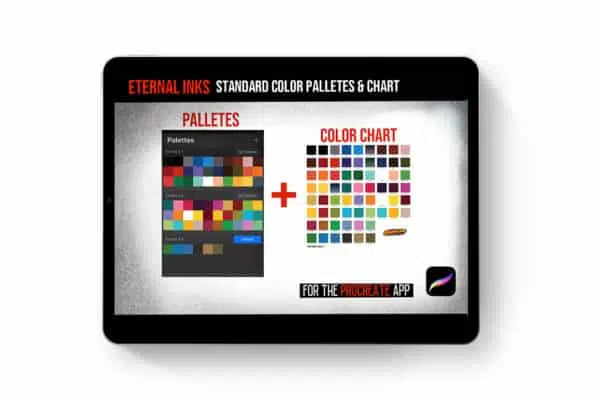 ETERNAL INKS STANDARD COLOR PALLETES & CHART
PALLETES
COLOR CHART
Palettes
FOR THE PROCREATE APP